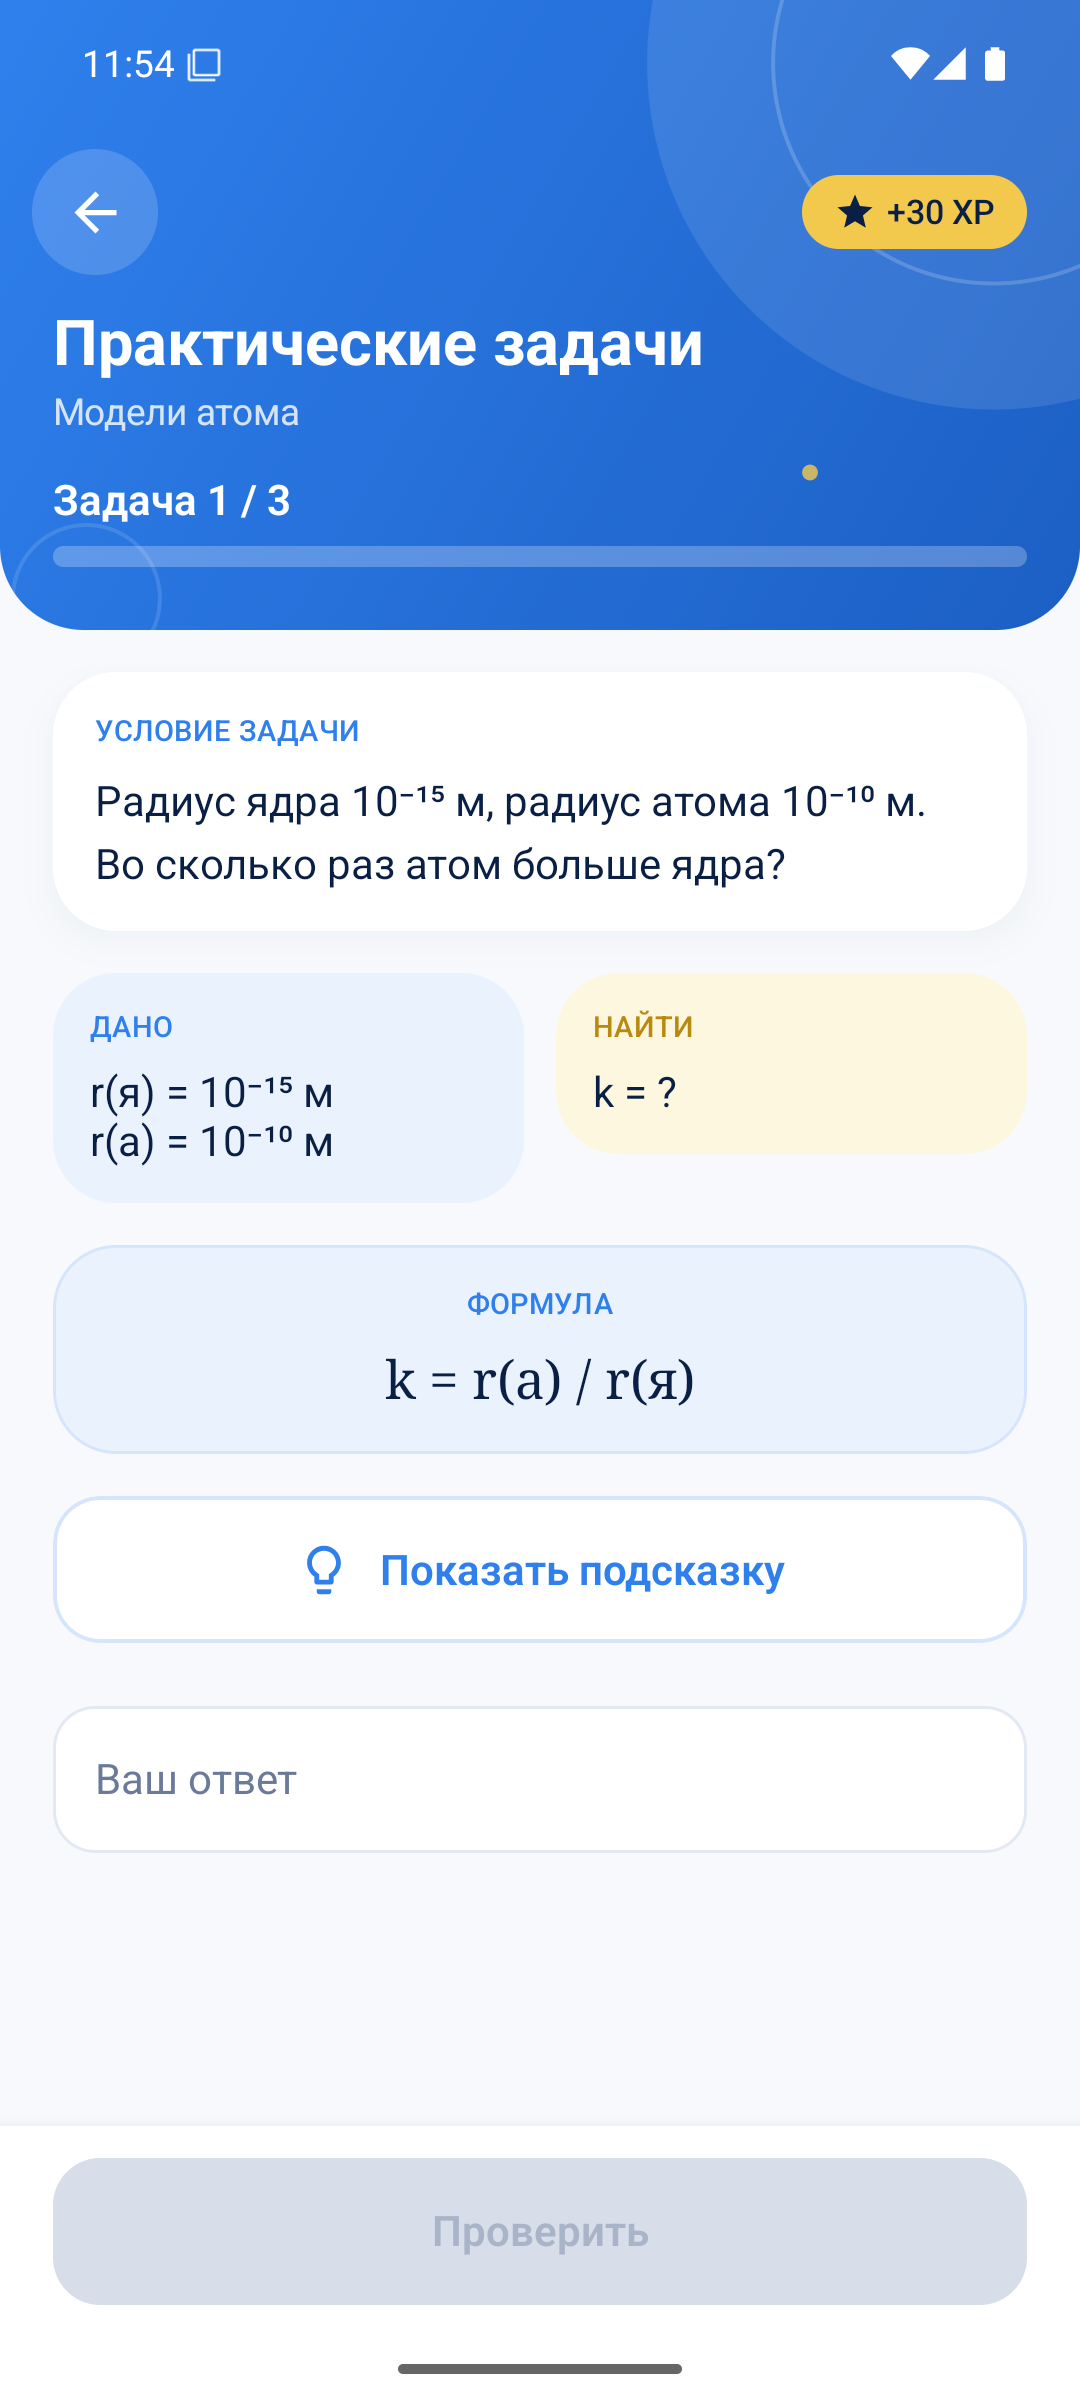 11:54
+30 XP
Практические задачи
Модели атома
Задача 1 / 3
УСЛОВИЕ ЗАДАЧИ
Радиус ядра 10⁻¹⁵ м, радиус атома 10⁻¹⁰ м.
Во сколько раз атом больше ядра?
ДАНО
r(я) = 10⁻¹⁵ м
r(а) = 10⁻¹⁰ м
НАЙТИ
k = ?
ФОРМУЛА
k = r(а) / r(я)
Показать подсказку
Ваш ответ
Проверить